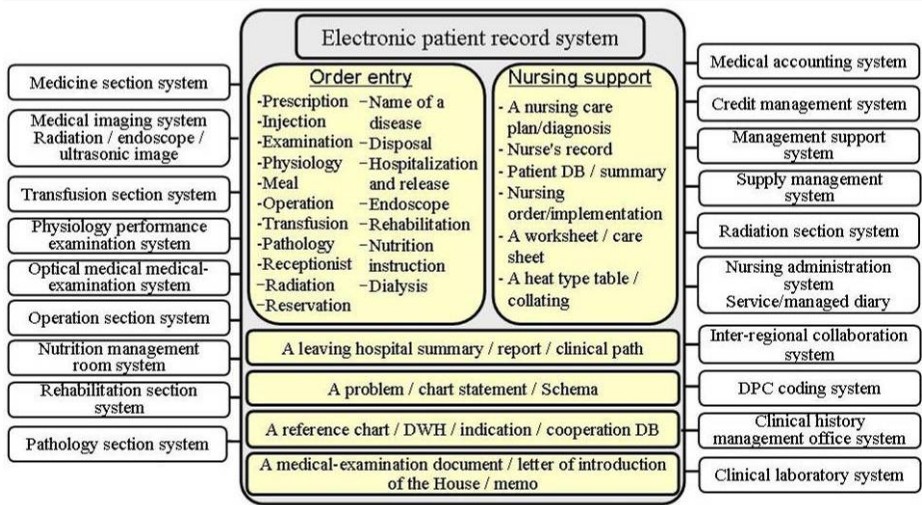 Electronic patient record system
Medicine section system
Medical imaging system
Radiation / endoscope /
ultrasonic image
Transfusion section system
Physiology performance
examination system
Optical medical medical-
examination system
Operation section system
Nutrition management
room system
Rehabilitation section
system
Pathology section system
Order entry
-Prescription
-Injection
-Examination
-Physiology
-Meal
-Operation
-Transfusion
-Pathology
-Receptionist
-Radiation
-Reservation
-Name of a
disease
-Disposal
-Hospitalization
and release
-Endoscope
-Rehabilitation
-Nutrition
instruction
-Dialysis
Nursing support
- A nursing care
plan/diagnosis
- Nurse's record
- Patient DB / summary
- Nursing
order/implementation
- A worksheet / care
sheet
- A heat type table /
collating
A leaving hospital summary / report / clinical path
A problem / chart statement / Schema
A reference chart / DWH / indication / cooperation DB
A medical-examination document / letter of introduction
of the House / memo
Medical accounting system
Credit management system
Management support
system
Supply management
system
Radiation section system
Nursing administration
system
Service/managed diary
Inter-regional collaboration
system
DPC coding system
Clinical history
management office system
Clinical laboratory system